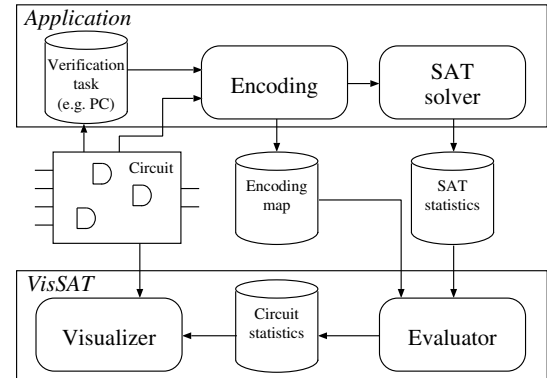 Application
Verification
task
(e.g. PC)
Encoding
SAT
solver
Circuit
Encoding
map
SAT
statistics
VisSAT
Visualizer
Circuit
statistics
Evaluator